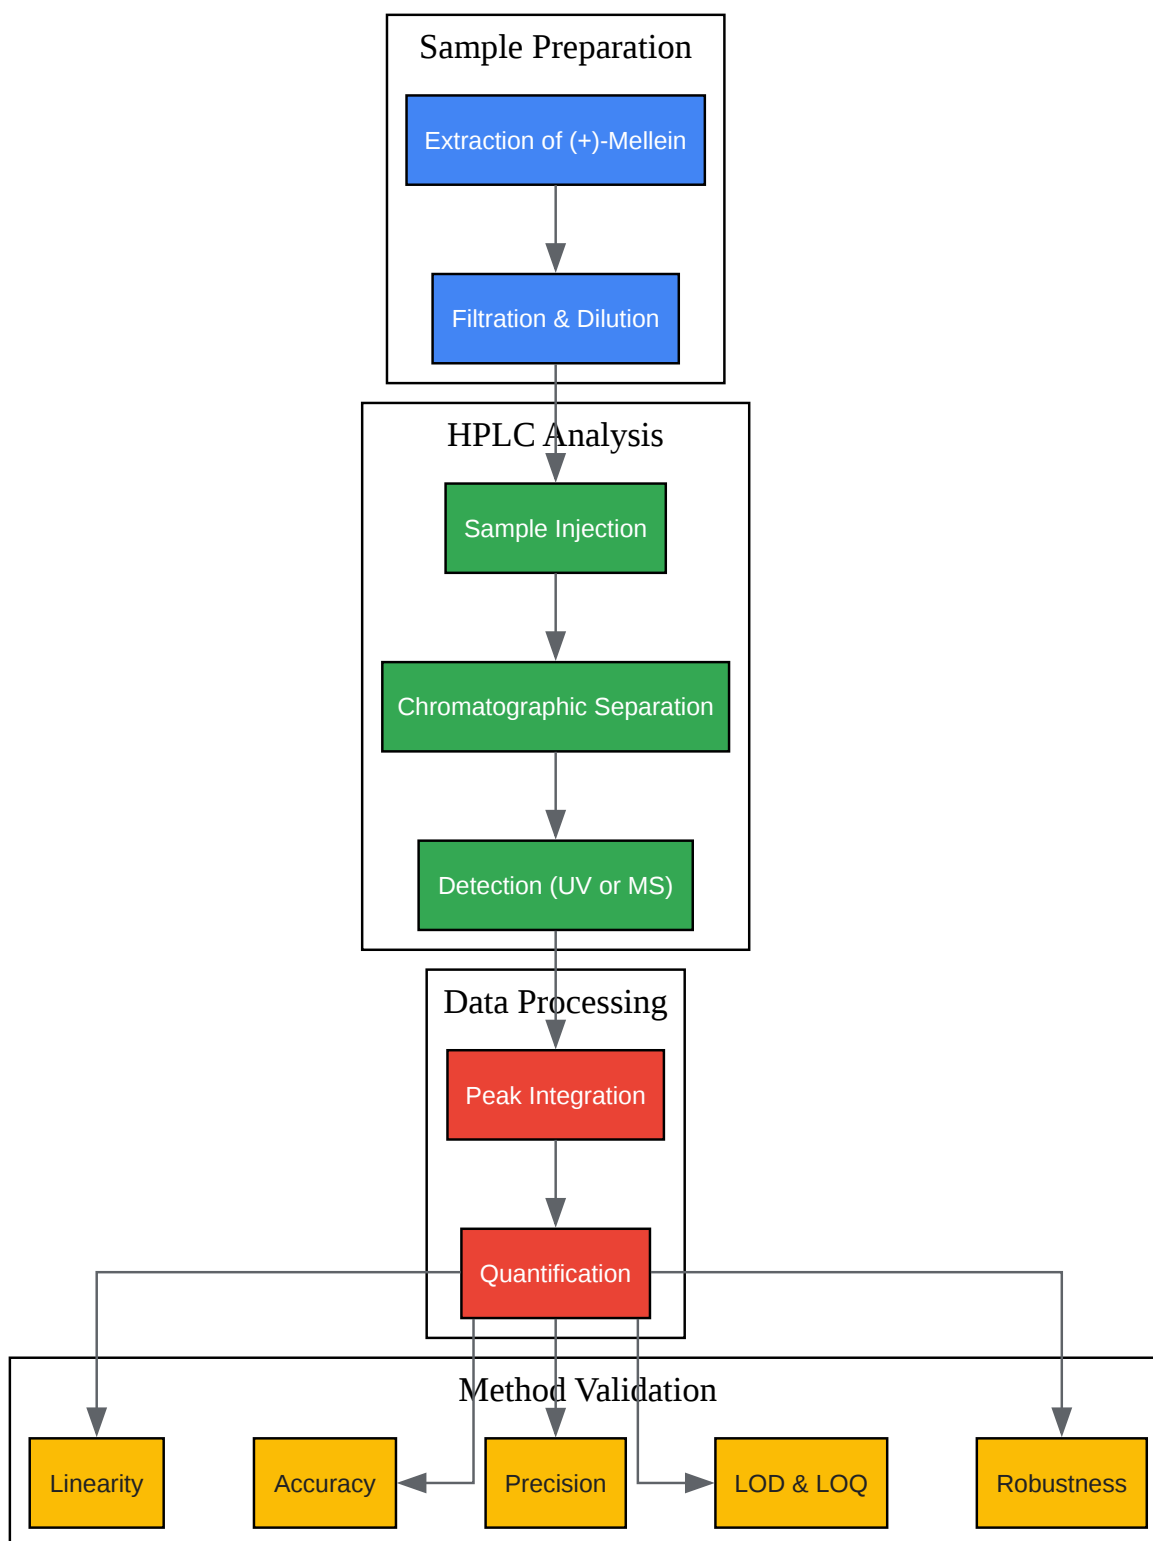 Sample Preparation
Extraction of (+)-Mellein
Filtration & Dilution
HPLC Analysis
Sample Injection
Chromatographic Separation
Detection (UV or MS)
Data Processing
Peak Integration
Quantification
Method Validation
Linearity
Accuracy
Precision
LOD & LOQ
Robustness